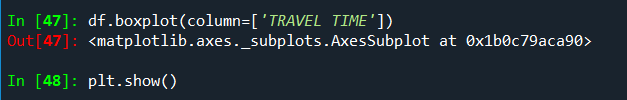 In [47]: df.boxplot(column=['TRAVEL TIME'])
Out[47]: <matplotlib.axes._subplots.AxesSubplot at 0x1b0c79aca90>
In [48]: plt.show()